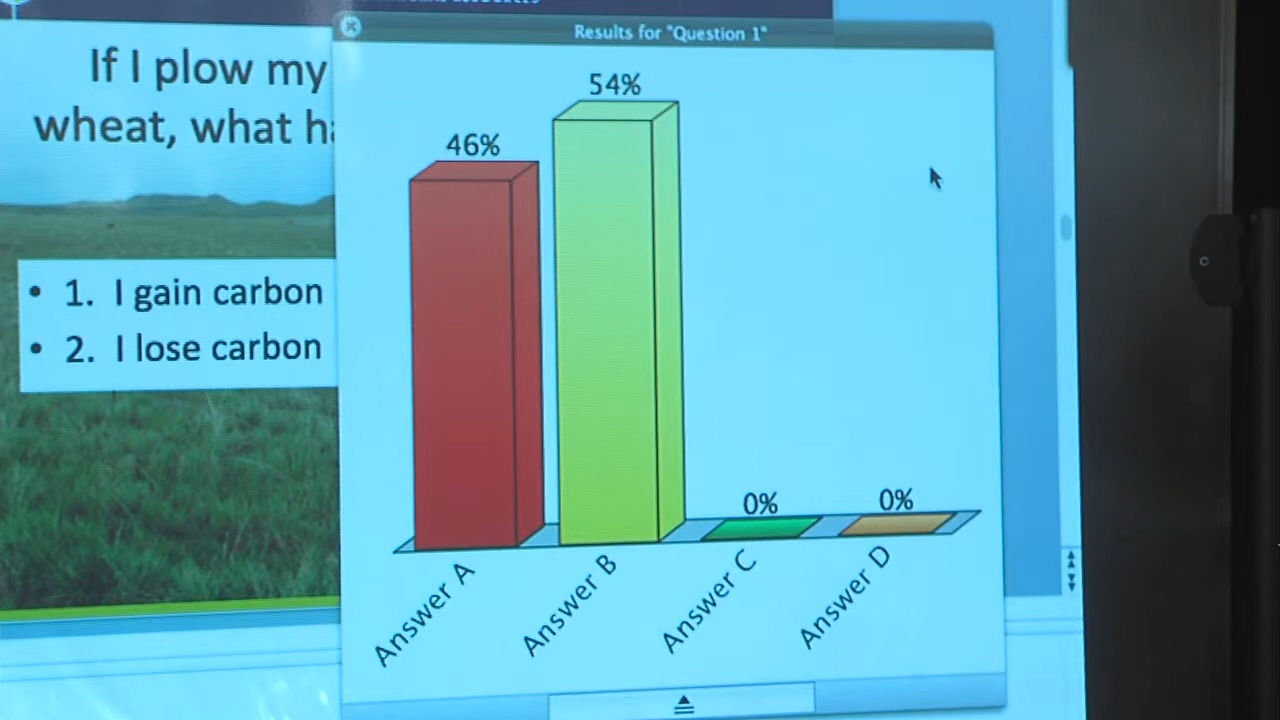 If I plow my
wheat, what
• 1. I gain carbon
• 2. I lose carbon
Results for "Question 1"
46%
54%
0%
0%
Answer A
Answer B
Answer C
Answer D